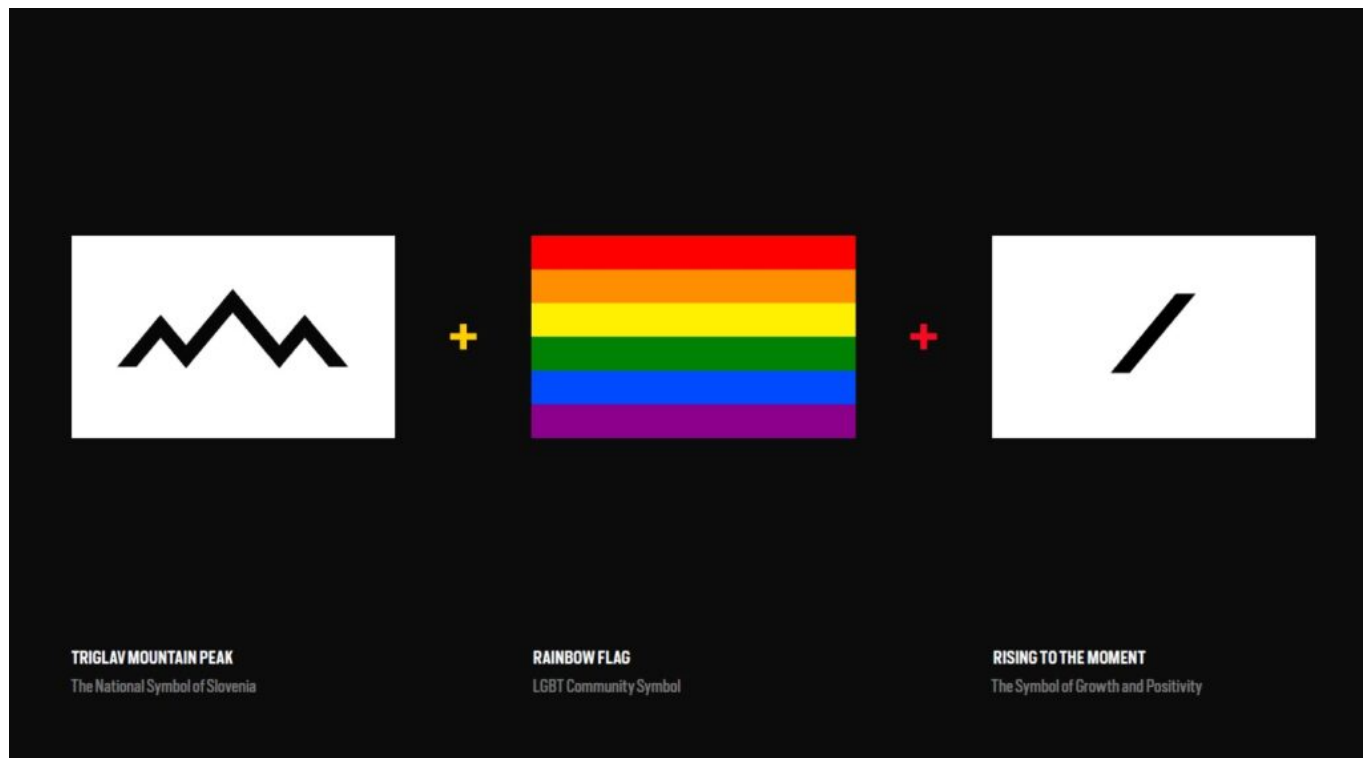 TRIGLAV MOUNTAIN PEAK
The National Symbol of Slovenia
RAINBOW FLAG
LGBT Community Symbol
RISING TO THE MOMENT
The Symbol of Growth and Positivity